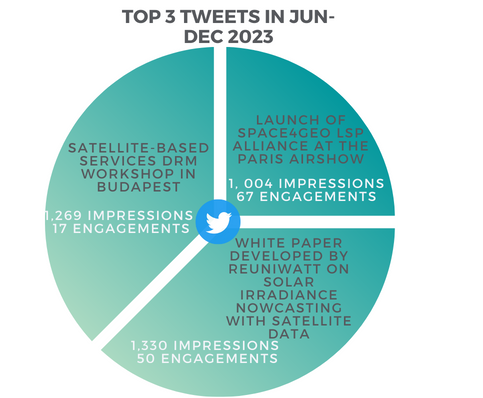 TOP 3 TWEETS IN JUN-
DEC 2023
SATELLITE-BASED
SERVICES DRM
WORKSHOP IN
BUDAPEST
1,269 IMPRESSIONS
17 ENGAGEMENTS
LAUNCH OF
SPACE4GEO LSP
ALLIANCE AT THE
PARIS AIRSHOW
1, 004 IMPRESSIONS
67 ENGAGEMENTS
WHITE PAPER
DEVELOPED BY
REUNIWATT ON
SOLAR
IRRADIANCE
NOWCASTING
WITH SATELLITE
DATA
1,330 IMPRESSIONS
50 ENGAGEMENTS